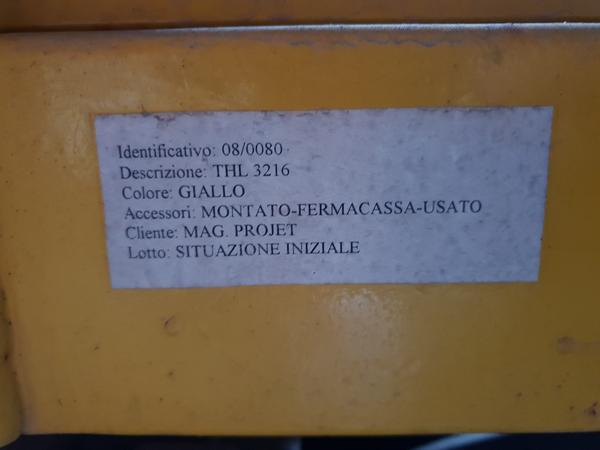 Identificativo: 08/0080
Descrizione: THL 3216
Colore: GIALLO
Accessori: MONTATO-FERMACASSA-USATO
Cliente: MAG. PROJET
Lotto: SITUAZIONE INIZIALE